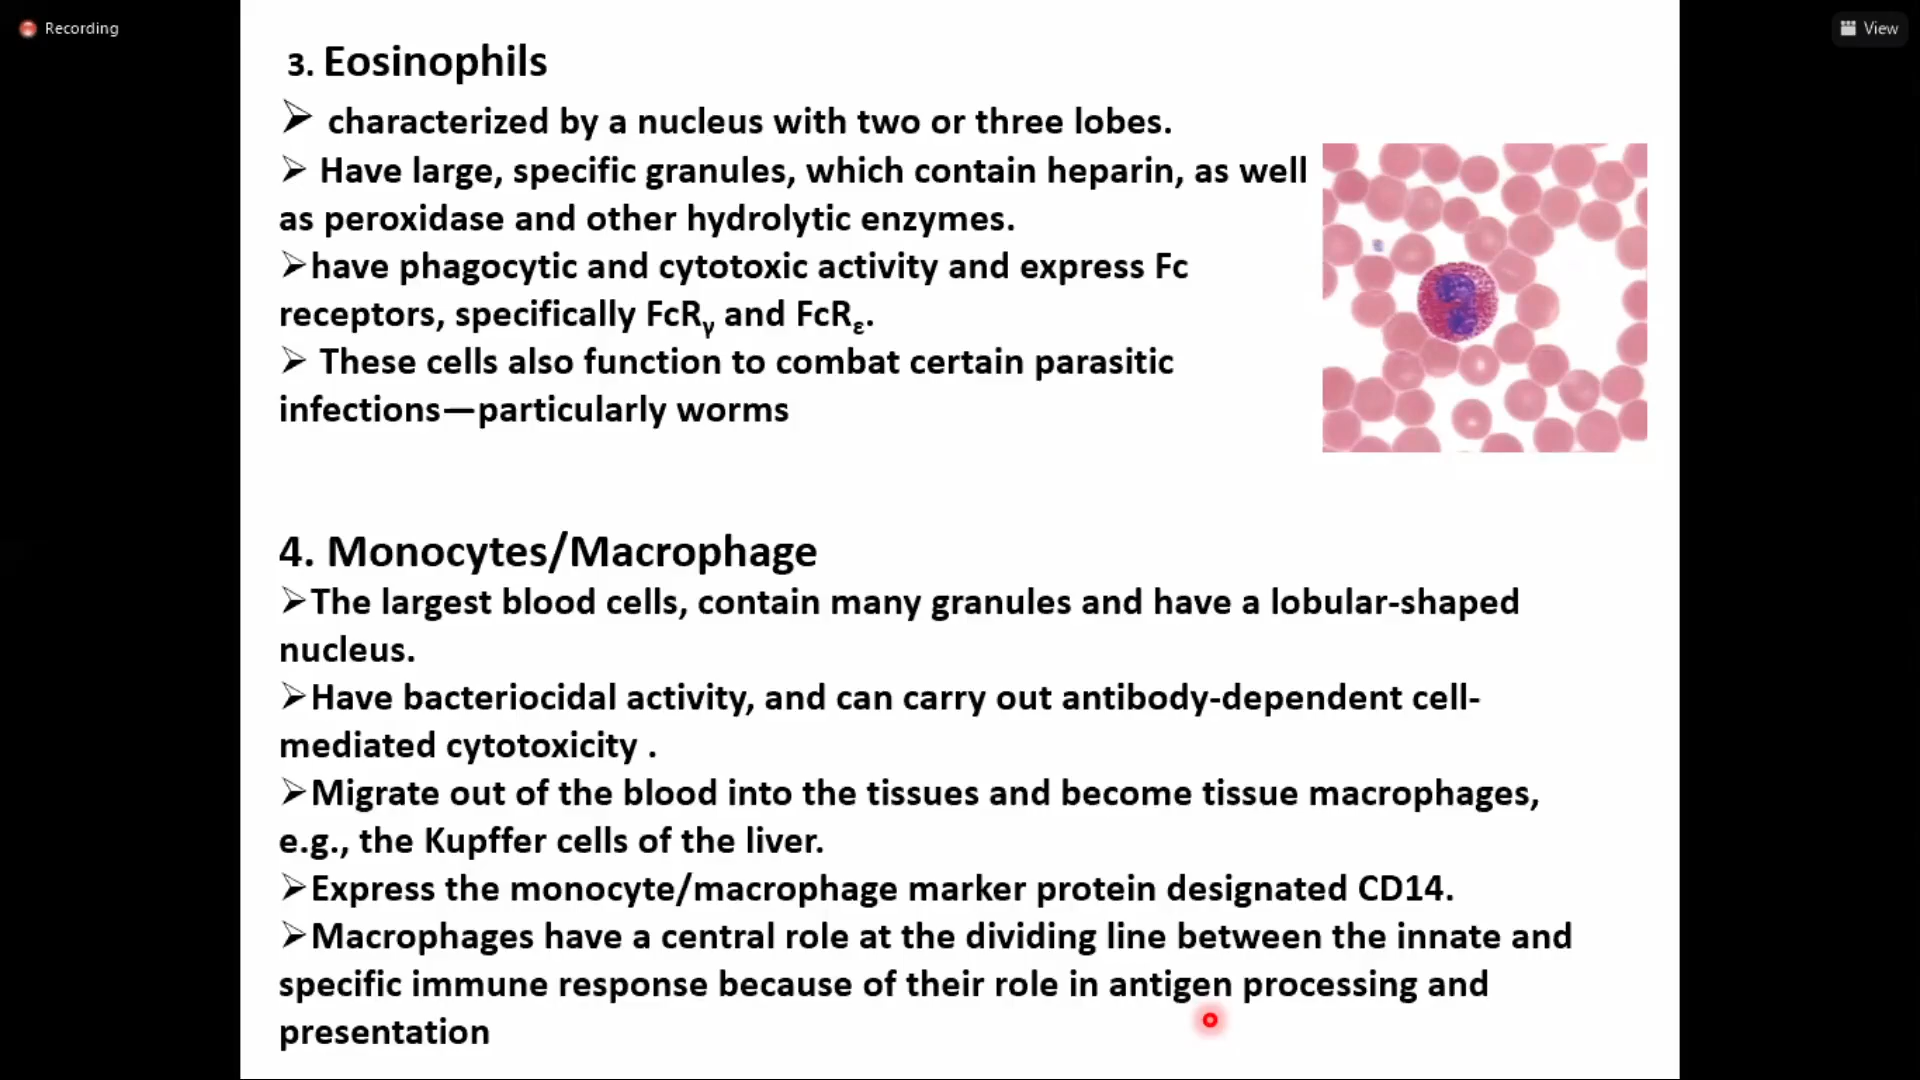 Recording
View
3. Eosinophils
➢ characterized by a nucleus with two or three lobes.
➢ Have large, specific granules, which contain heparin, as well
as peroxidase and other hydrolytic enzymes.
➢have phagocytic and cytotoxic activity and express Fc
receptors, specifically FcRγ and FcRε.
➢ These cells also function to combat certain parasitic
infections—particularly worms
4. Monocytes/Macrophage
➢The largest blood cells, contain many granules and have a lobular-shaped
nucleus.
➢Have bacteriocidal activity, and can carry out antibody-dependent cell-
mediated cytotoxicity .
➢Migrate out of the blood into the tissues and become tissue macrophages,
e.g., the Kupffer cells of the liver.
➢Express the monocyte/macrophage marker protein designated CD14.
➢Macrophages have a central role at the dividing line between the innate and
specific immune response because of their role in antigen processing and
presentation